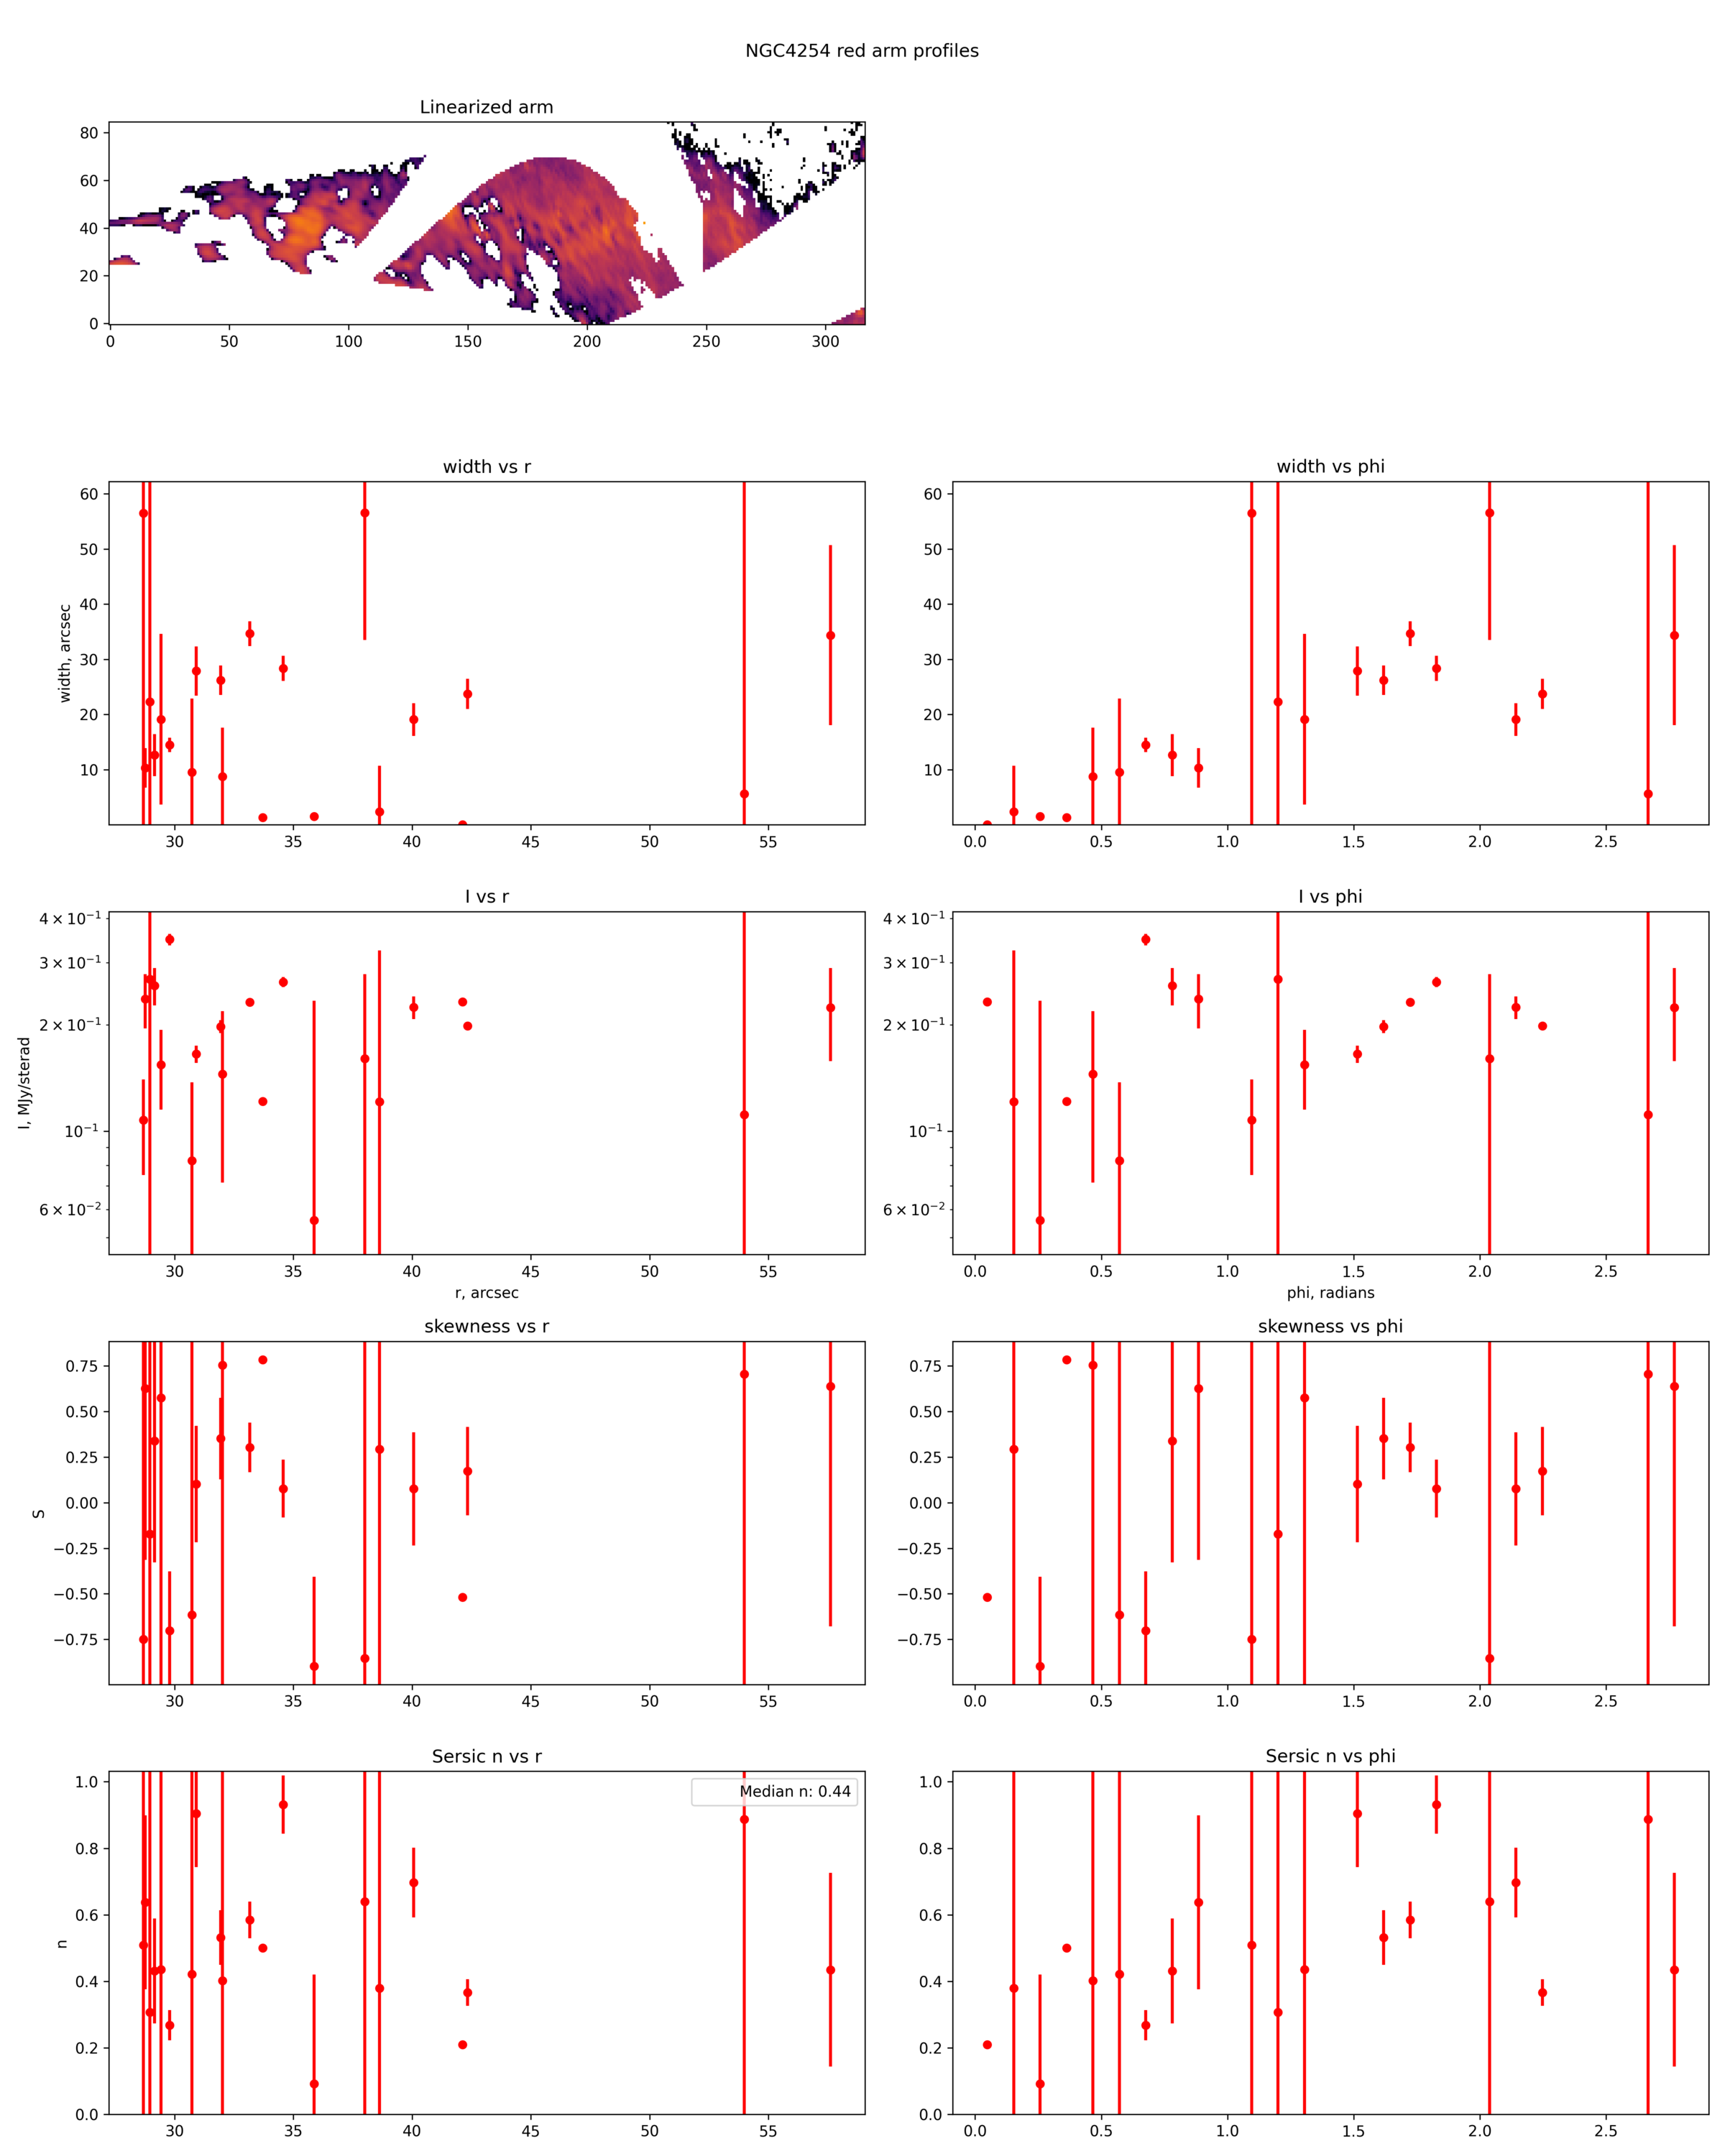 NGC4254 red arm profiles
Linearized arm
80
60
40
20
0
0 50 100 150 200 250 300
width vs r
width vs phi
width, arcsec
60
50
40
30
20
10
30 35 40 45 50 55
60
50
40
30
20
10
0.0 0.5 1.0 1.5 2.0 2.5
I vs r
I vs phi
I, MJy/sterad
4 × 10⁻¹
3 × 10⁻¹
2 × 10⁻¹
10⁻¹
6 × 10⁻²
30 35 40 45 50 55
r, arcsec
4 × 10⁻¹
3 × 10⁻¹
2 × 10⁻¹
10⁻¹
6 × 10⁻²
0.0 0.5 1.0 1.5 2.0 2.5
phi, radians
skewness vs r
skewness vs phi
S
0.75
0.50
0.25
0.00
−0.25
−0.50
−0.75
30 35 40 45 50 55
0.75
0.50
0.25
0.00
−0.25
−0.50
−0.75
0.0 0.5 1.0 1.5 2.0 2.5
Sersic n vs r
Sersic n vs phi
Median n: 0.44
n
1.0
0.8
0.6
0.4
0.2
0.0
30 35 40 45 50 55
1.0
0.8
0.6
0.4
0.2
0.0
0.0 0.5 1.0 1.5 2.0 2.5